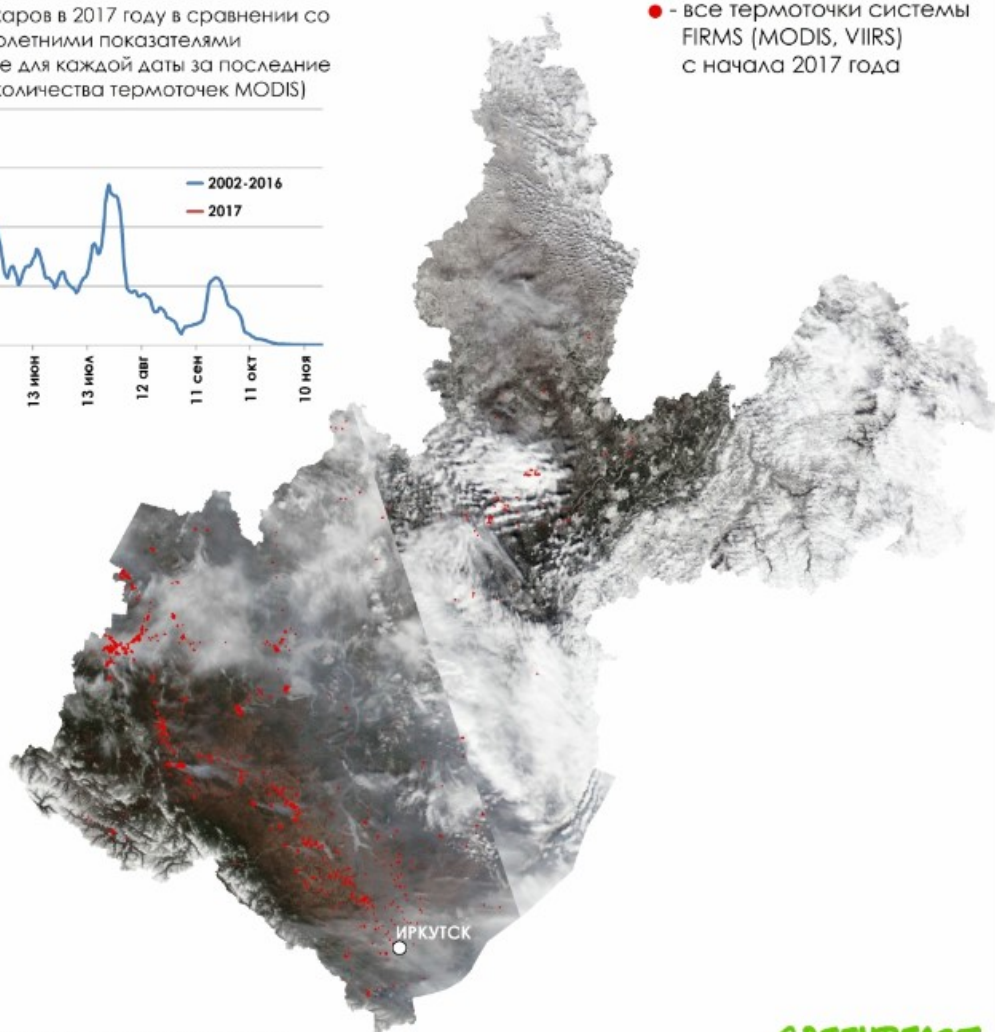 каров в 2017 году в сравнении со
олетними показателями
е для каждой даты за последние
количества термоточек MODIS)
2002-2016
2017
13 июн
13 июл
12 авг
11 сен
11 окт
10 ноя
- все термоточки системы
FIRMS (MODIS, VIIRS)
с начала 2017 года
ИРКУТСК